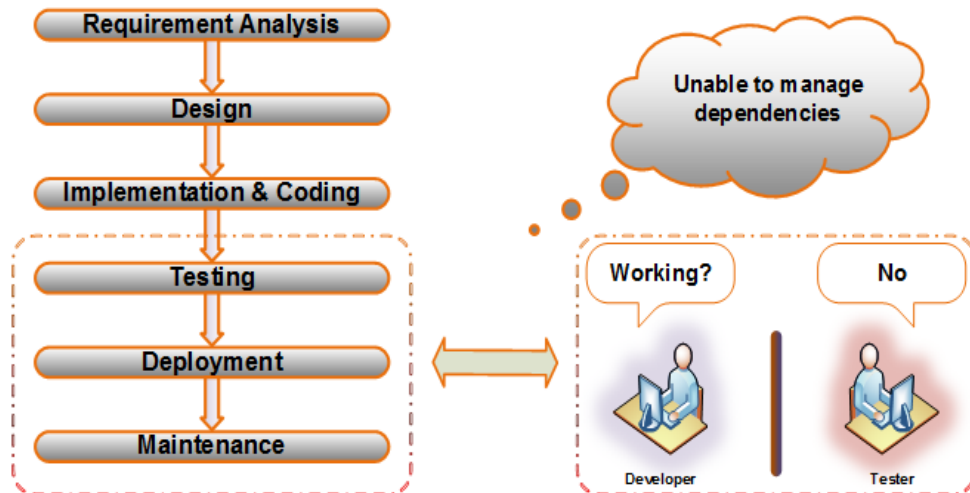 Requirement Analysis
Design
Implementation & Coding
Testing
Deployment
Maintenance
Unable to manage
dependencies
Working?
No
Developer
Tester